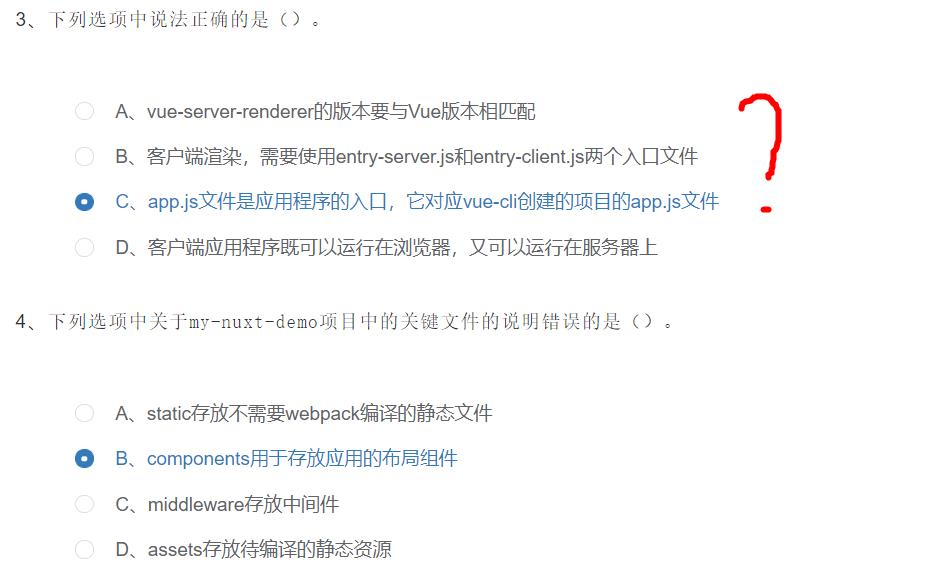 3、下列选项中说法正确的是（）。
A、vue-server-renderer的版本要与Vue版本相匹配
B、客户端渲染，需要使用entry-server.js和entry-client.js两个入口文件
C、app.js文件是应用程序的入口，它对应vue-cli创建的项目的app.js文件
D、客户端应用程序既可以运行在浏览器，又可以运行在服务器上
?
4、下列选项中关于my-nuxt-demo项目中的关键文件的说明错误的是（）。
A、static存放不需要webpack编译的静态文件
B、components用于存放应用的布局组件
C、middleware存放中间件
D、assets存放待编译的静态资源